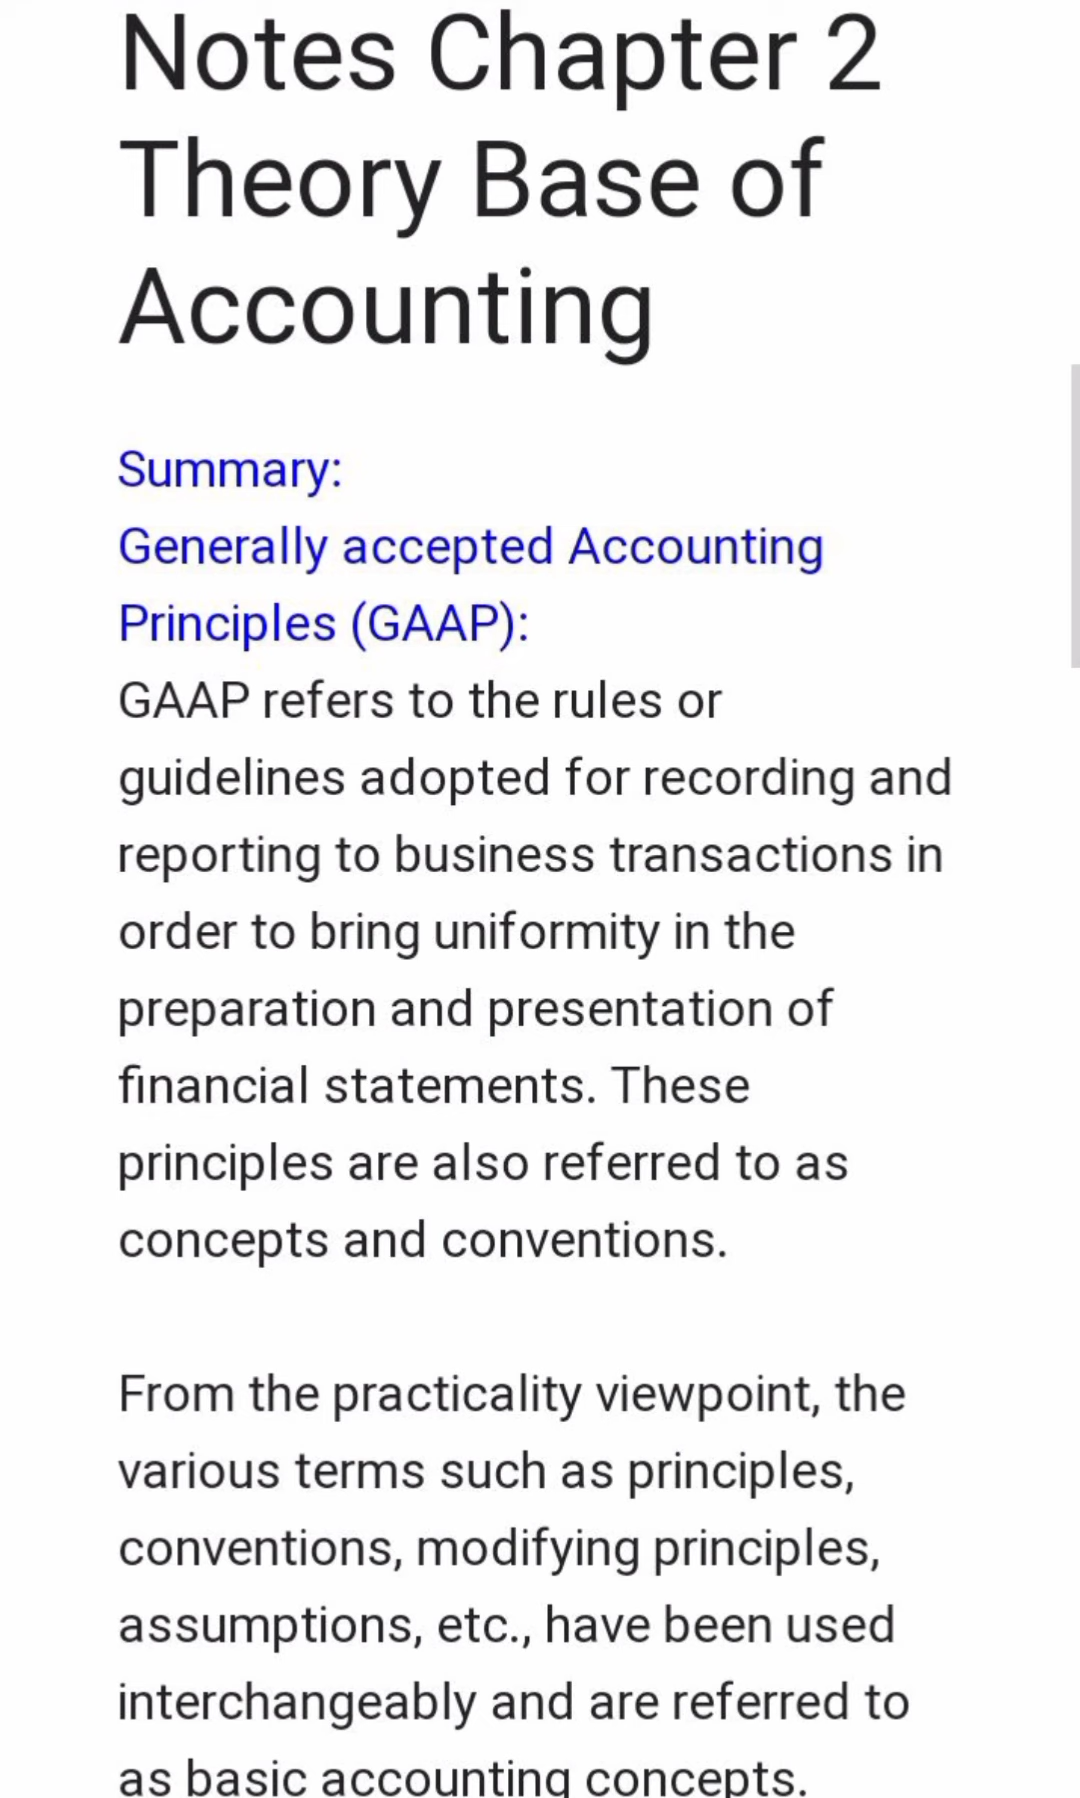 Notes Chapter 2
Theory Base of
Accounting
Summary:
Generally accepted Accounting
Principles (GAAP):
GAAP refers to the rules or
guidelines adopted for recording and
reporting to business transactions in
order to bring uniformity in the
preparation and presentation of
financial statements. These
principles are also referred to as
concepts and conventions.
From the practicality viewpoint, the
various terms such as principles,
conventions, modifying principles,
assumptions, etc., have been used
interchangeably and are referred to
as basic accounting concepts.